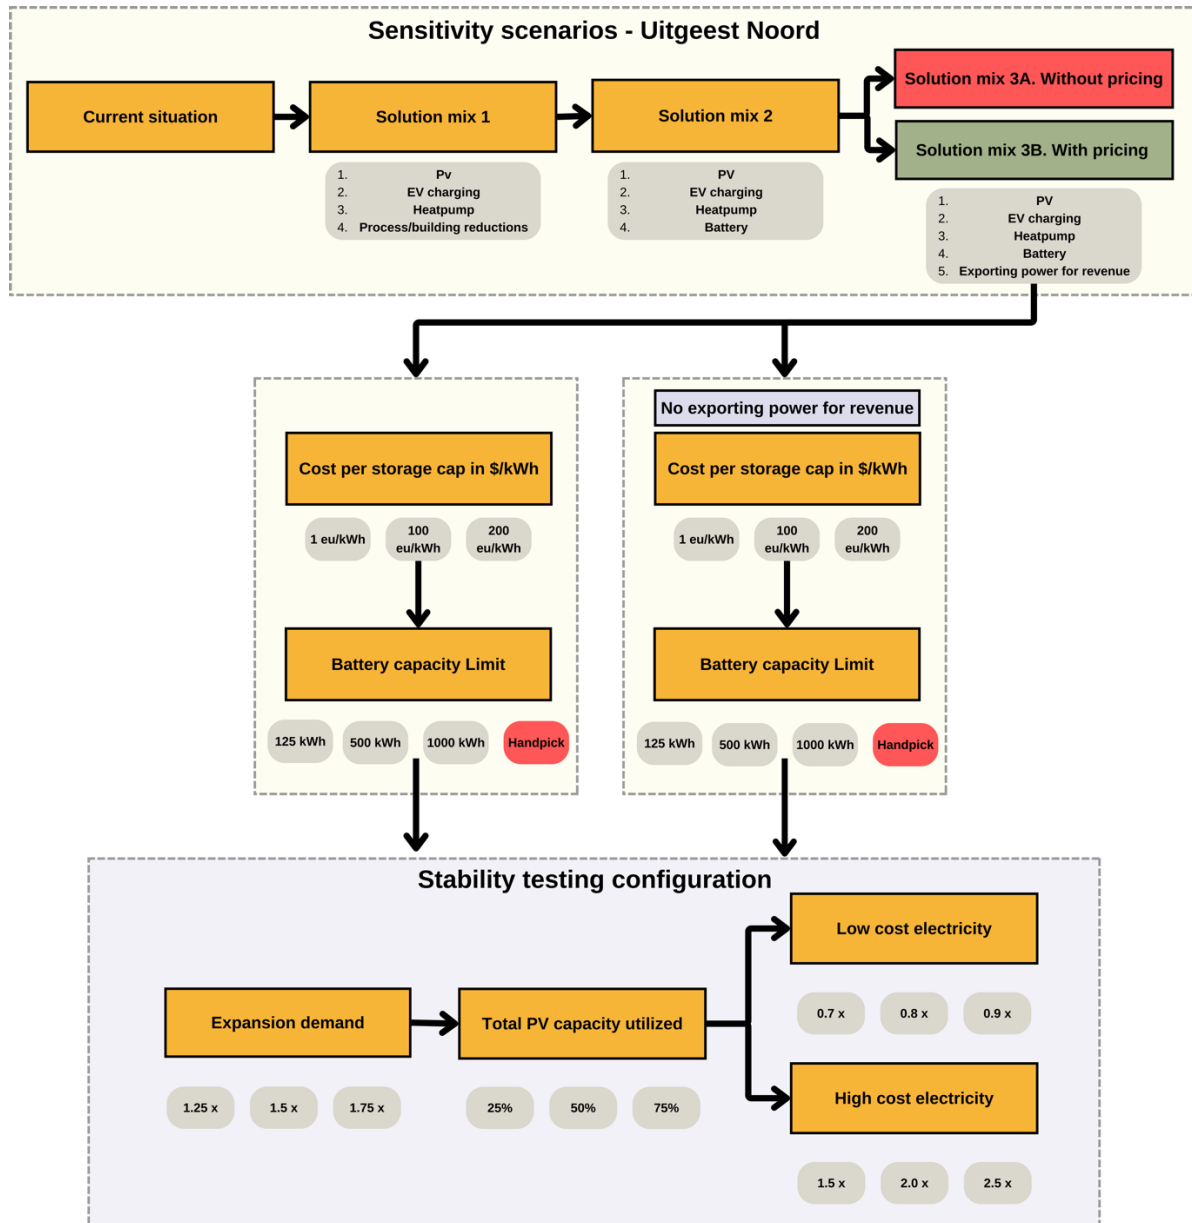 Sensitivity scenarios - Uitgeest Noord
Current situation
Solution mix 1
Solution mix 2
Solution mix 3A. Without pricing
Solution mix 3B. With pricing
1. Pv
2. EV charging
3. Heatpump
4. Process/building reductions
1. PV
2. EV charging
3. Heatpump
4. Battery
1. PV
2. EV charging
3. Heatpump
4. Battery
5. Exporting power for revenue
Cost per storage cap in $/kWh
1 eu/kWh
100
eu/kWh
200
eu/kWh
Battery capacity Limit
125 kWh
500 kWh
1000 kWh
Handpick
No exporting power for revenue
Cost per storage cap in $/kWh
1 eu/kWh
100
eu/kWh
200
eu/kWh
Battery capacity Limit
125 kWh
500 kWh
1000 kWh
Handpick
Stability testing configuration
Expansion demand
1.25 x
1.5 x
1.75 x
Total PV capacity utilized
25%
50%
75%
Low cost electricity
0.7 x
0.8 x
0.9 x
High cost electricity
1.5 x
2.0 x
2.5 x